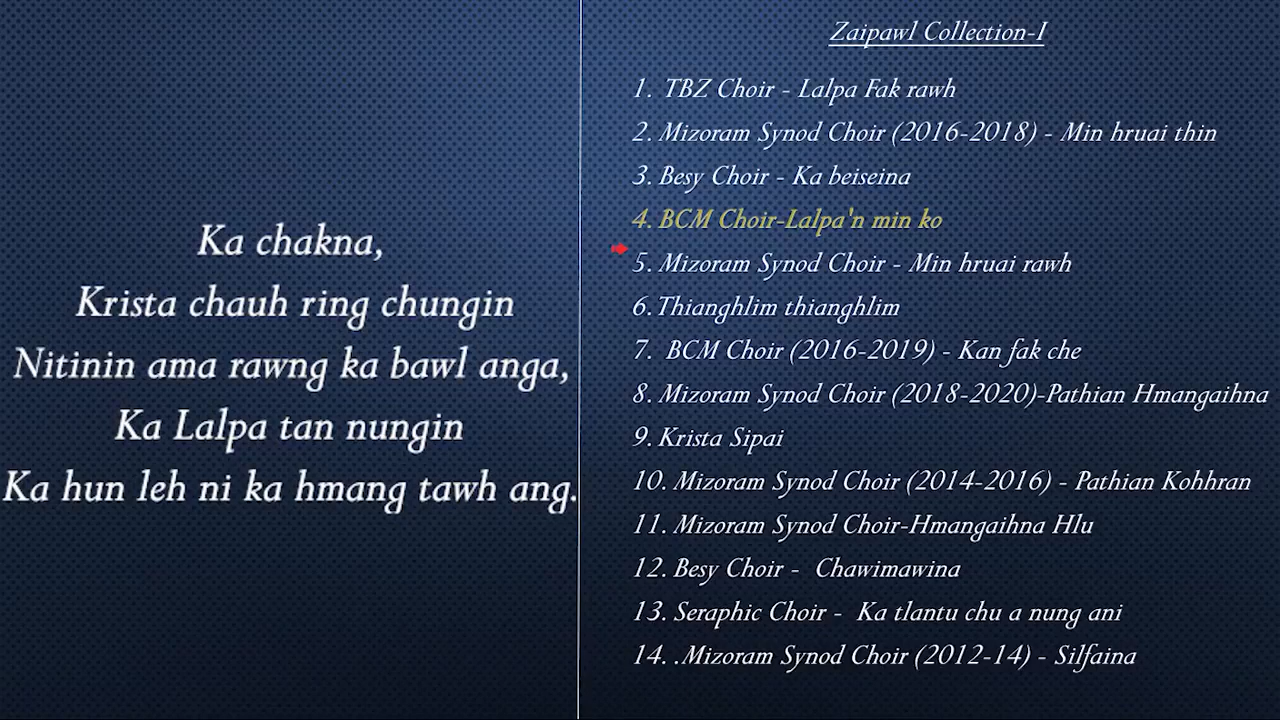 Ka chakna,
Krista chauh ring chungin
Nitinin ama rawng ka bawl anga,
Ka Lalpa tan nungin
Ka hun leh ni ka hmang tawh ang.
Zaipawl Collection-I
1. TBZ Choir - Lalpa Fak rawh
2. Mizoram Synod Choir (2016-2018) - Min hruai thin
3. Besy Choir - Ka beiseina
4. BCM Choir-Lalpa'n min ko
5. Mizoram Synod Choir - Min hruai rawh
6. Thianghlim thianghlim
7. BCM Choir (2016-2019) - Kan fak che
8. Mizoram Synod Choir (2018-2020)-Pathian Hmangaihna
9. Krista Sipai
10. Mizoram Synod Choir (2014-2016) - Pathian Kohhran
11. Mizoram Synod Choir-Hmangaihna Hlu
12. Besy Choir - Chawimawina
13. Seraphic Choir - Ka tlantu chu a nung ani
14. .Mizoram Synod Choir (2012-14) - Silfaina